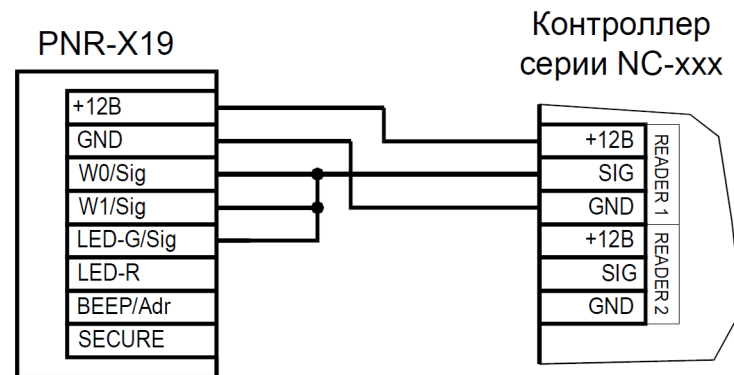 PNR-X19
Контроллер
серии NC-xxx
+12В
GND
W0/Sig
W1/Sig
LED-G/Sig
LED-R
BEEP/Adr
SECURE
+12В
SIG
GND
READER 1
+12В
SIG
GND
READER 2